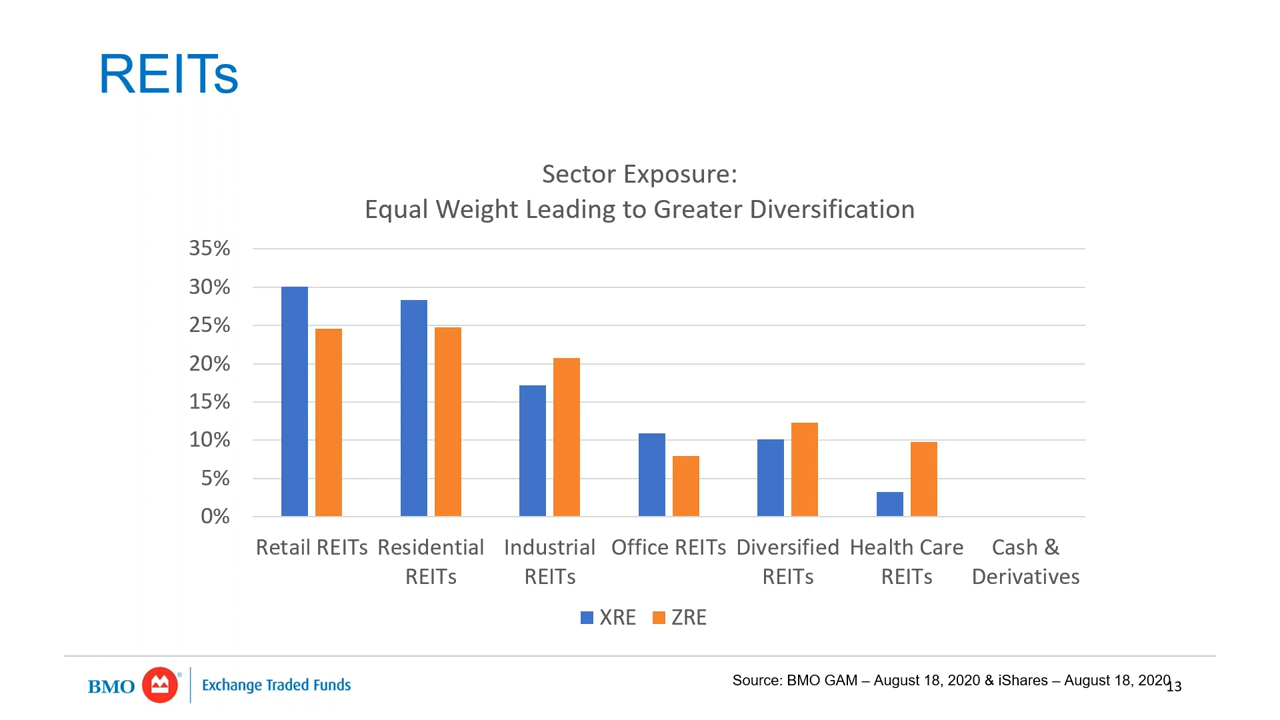 REITs
Sector Exposure:
Equal Weight Leading to Greater Diversification
35%
30%
25%
20%
15%
10%
5%
0%
Retail REITs
Residential
REITs
Industrial
REITs
Office REITs
Diversified
REITs
Health Care
REITs
Cash &
Derivatives
XRE
ZRE
BMO
®
Exchange Traded Funds
Source: BMO GAM – August 18, 2020 & iShares – August 18, 2020
13